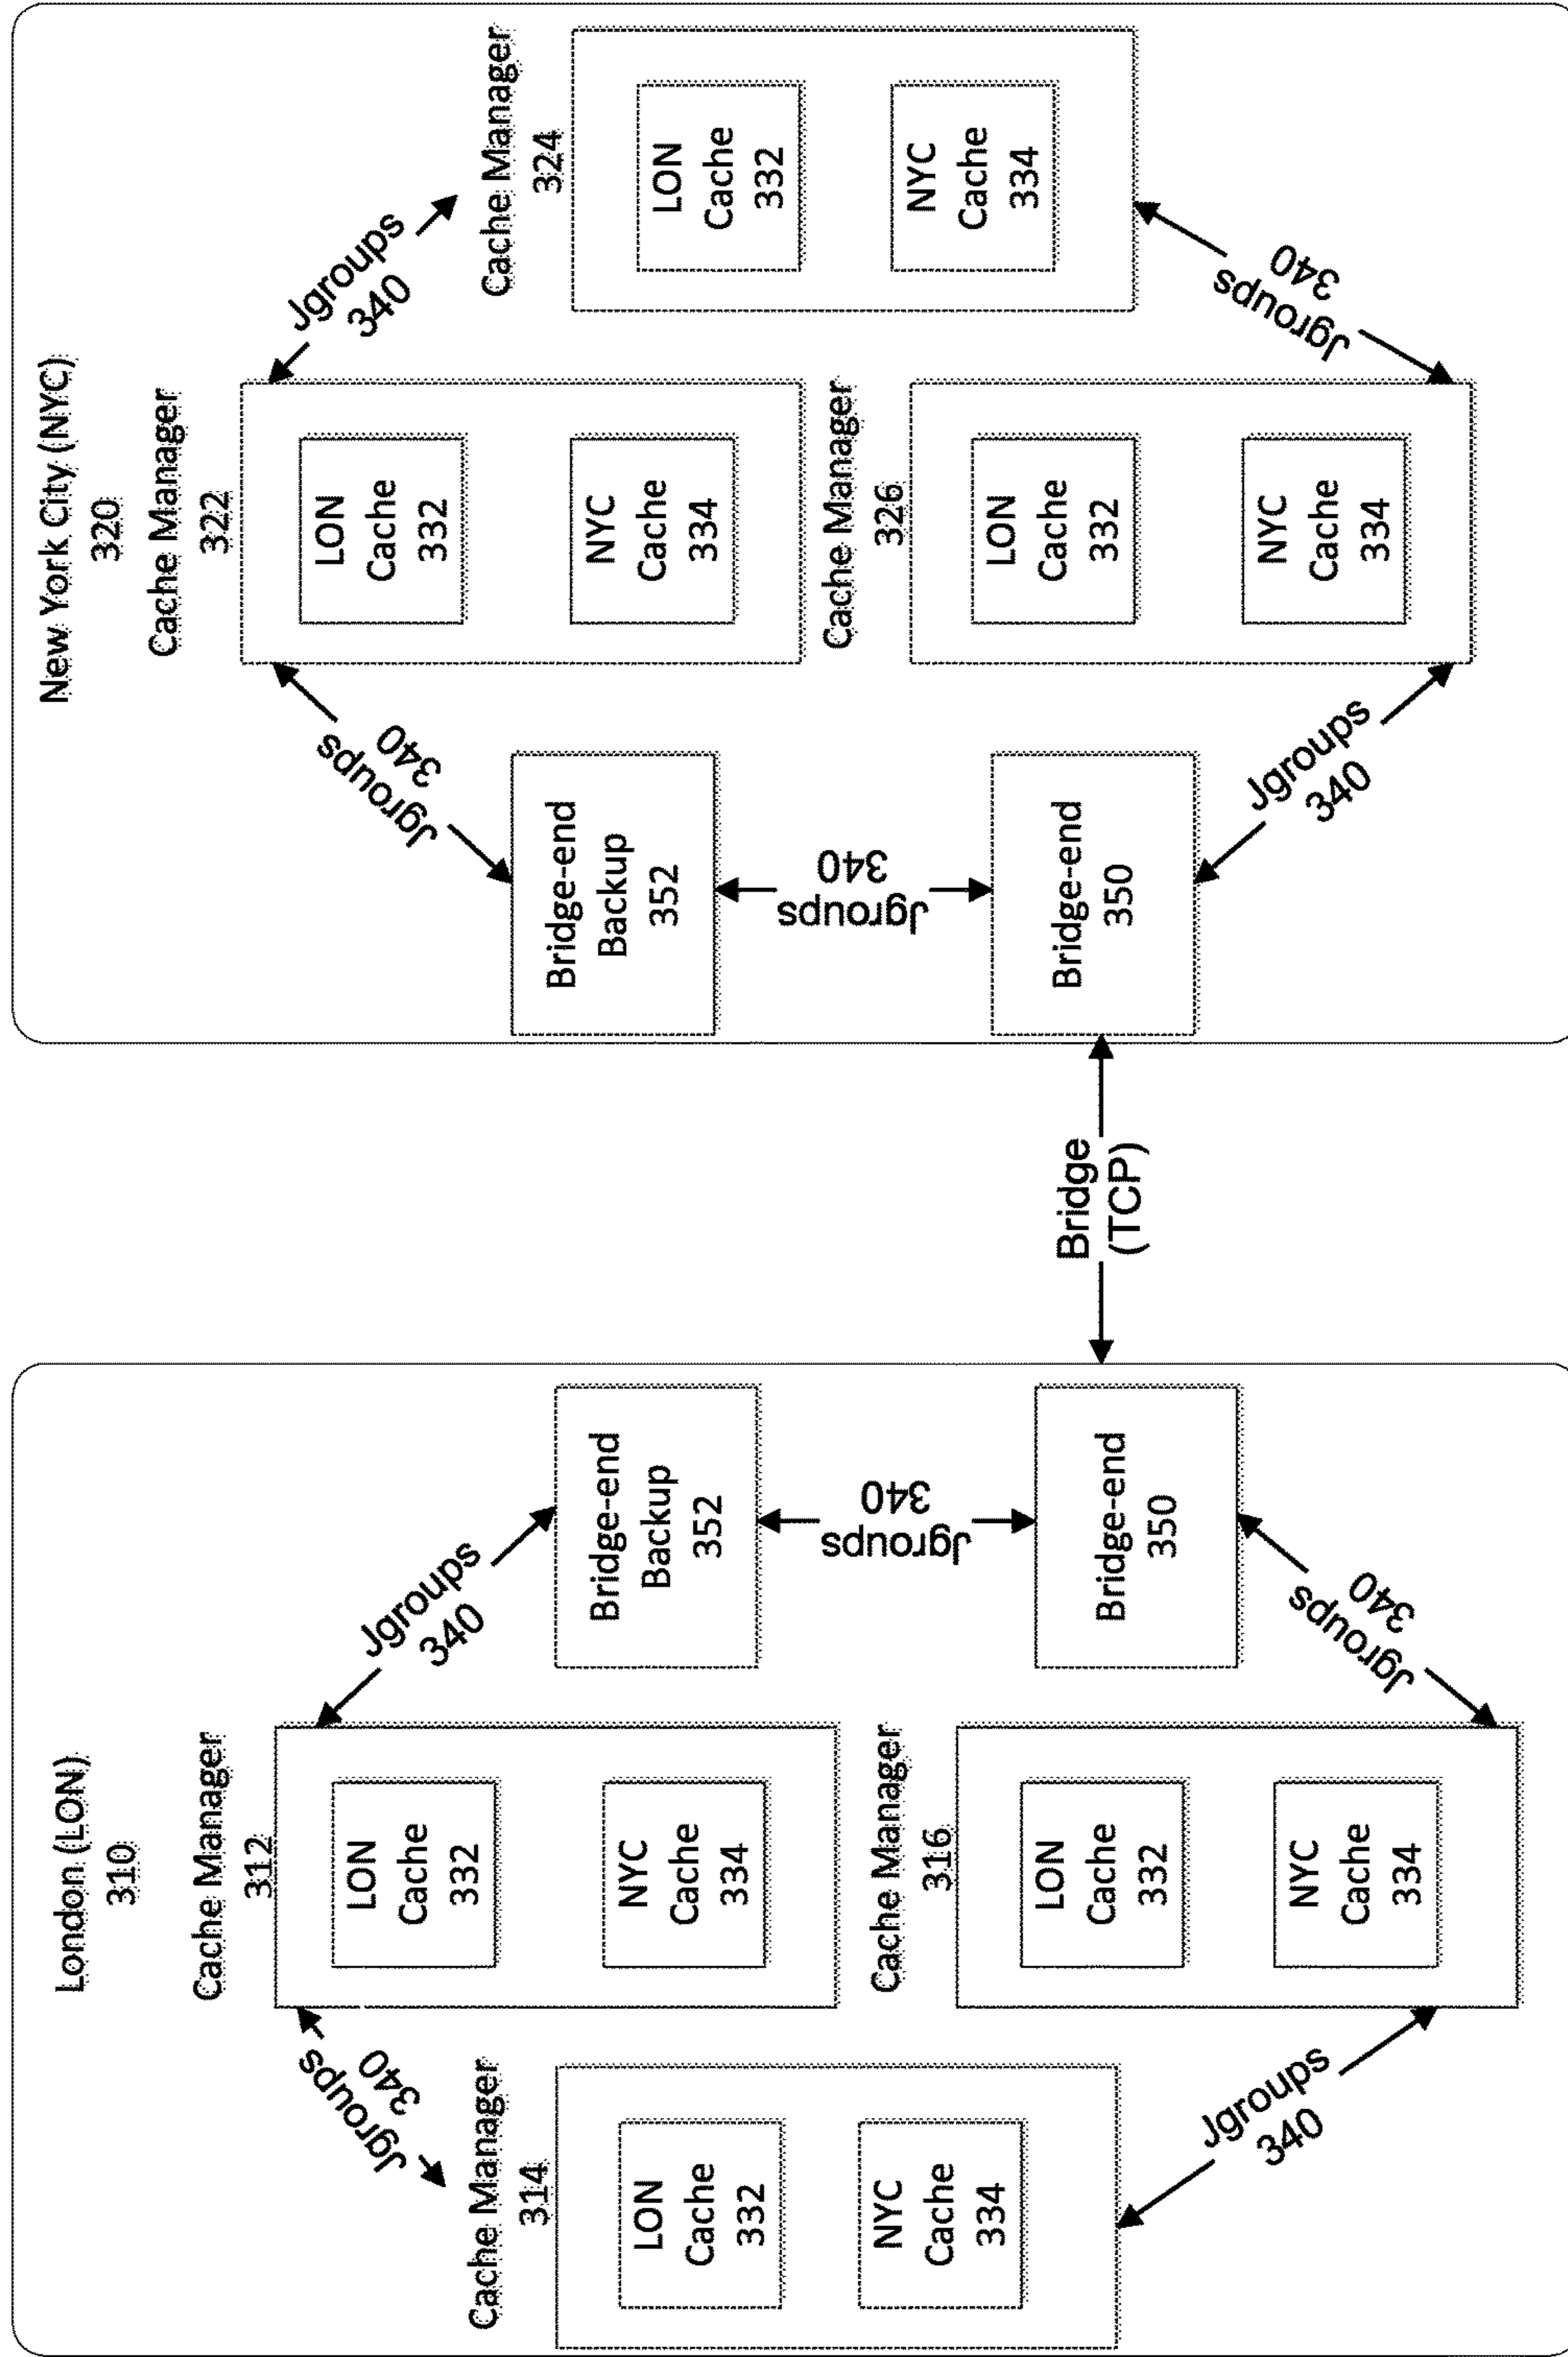 London (LON)
310
Cache Manager
312
LON
Cache
332
NYC
Cache
334
Jgroups
340
Jgroups
340
Cache Manager
314
LON
Cache
332
NYC
Cache
334
Bridge-end
Backup
352
Jgroups
340
Cache Manager
316
LON
Cache
332
NYC
Cache
334
Bridge-end
350
Jgroups
340
Jgroups
340
Bridge
(TCP)
New York City (NYC)
320
Cache Manager
322
LON
Cache
332
NYC
Cache
334
Jgroups
340
Jgroups
340
Bridge-end
Backup
352
Cache Manager
324
LON
Cache
332
NYC
Cache
334
Jgroups
340
Cache Manager
326
LON
Cache
332
NYC
Cache
334
Bridge-end
350
Jgroups
340
Jgroups
340